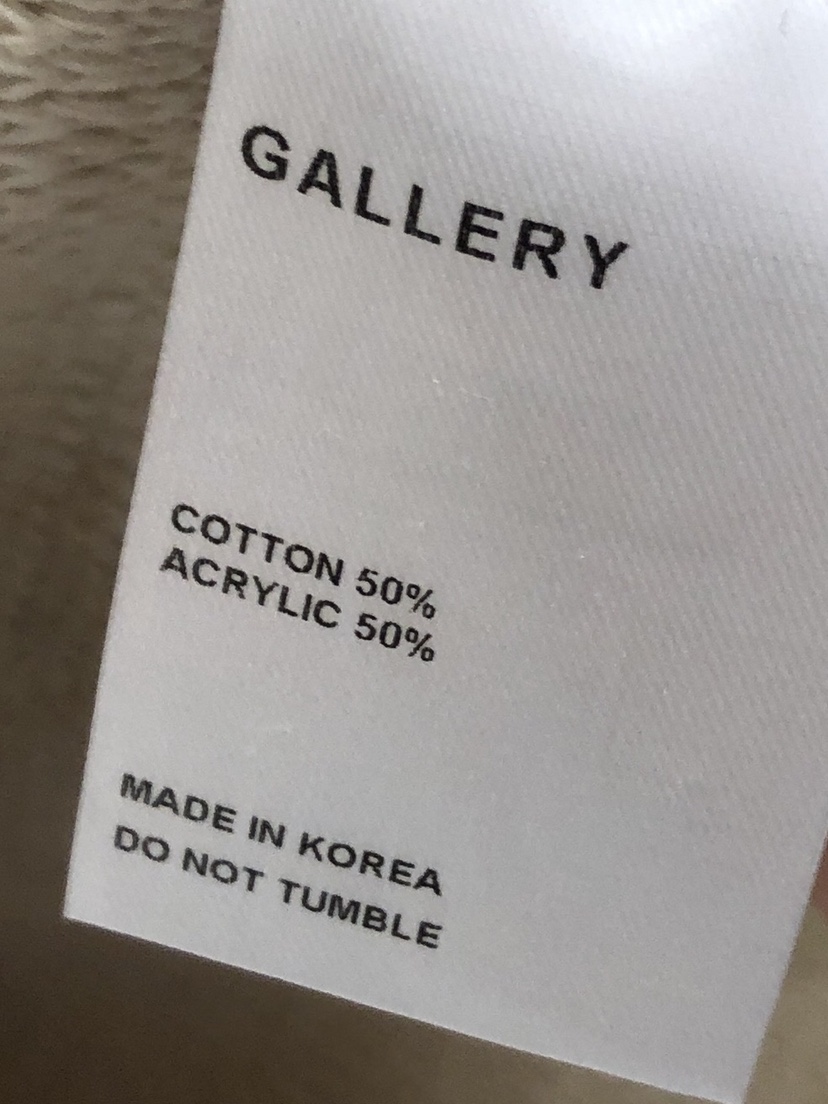 GALLERY
COTTON 50%
ACRYLIC 50%
MADE IN KOREA
DO NOT TUMBLE